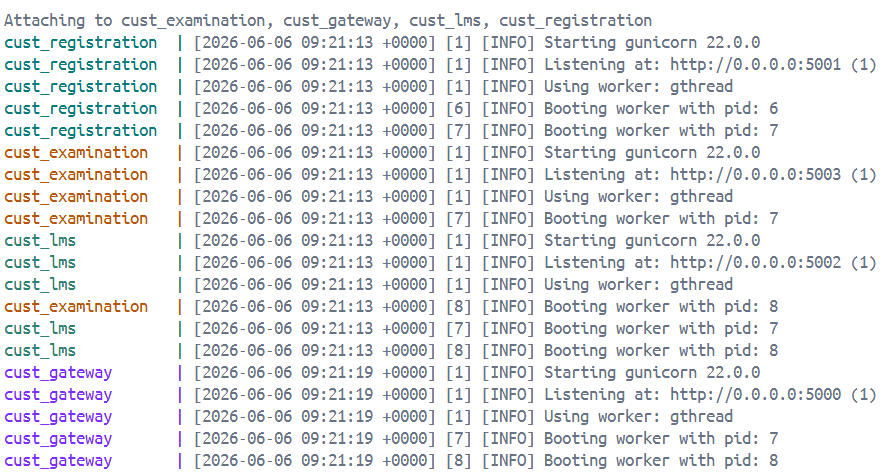 Attaching to cust_examination, cust_gateway, cust_lms, cust_registration
cust_registration  | [2026-06-06 09:21:13 +0000] [1] [INFO] Starting gunicorn 22.0.0
cust_registration  | [2026-06-06 09:21:13 +0000] [1] [INFO] Listening at: http://0.0.0.0:5001 (1)
cust_registration  | [2026-06-06 09:21:13 +0000] [1] [INFO] Using worker: gthread
cust_registration  | [2026-06-06 09:21:13 +0000] [6] [INFO] Booting worker with pid: 6
cust_registration  | [2026-06-06 09:21:13 +0000] [7] [INFO] Booting worker with pid: 7
cust_examination   | [2026-06-06 09:21:13 +0000] [1] [INFO] Starting gunicorn 22.0.0
cust_examination   | [2026-06-06 09:21:13 +0000] [1] [INFO] Listening at: http://0.0.0.0:5003 (1)
cust_examination   | [2026-06-06 09:21:13 +0000] [1] [INFO] Using worker: gthread
cust_examination   | [2026-06-06 09:21:13 +0000] [7] [INFO] Booting worker with pid: 7
cust_lms           | [2026-06-06 09:21:13 +0000] [1] [INFO] Starting gunicorn 22.0.0
cust_lms           | [2026-06-06 09:21:13 +0000] [1] [INFO] Listening at: http://0.0.0.0:5002 (1)
cust_lms           | [2026-06-06 09:21:13 +0000] [1] [INFO] Using worker: gthread
cust_examination   | [2026-06-06 09:21:13 +0000] [8] [INFO] Booting worker with pid: 8
cust_lms           | [2026-06-06 09:21:13 +0000] [7] [INFO] Booting worker with pid: 7
cust_lms           | [2026-06-06 09:21:13 +0000] [8] [INFO] Booting worker with pid: 8
cust_gateway       | [2026-06-06 09:21:19 +0000] [1] [INFO] Starting gunicorn 22.0.0
cust_gateway       | [2026-06-06 09:21:19 +0000] [1] [INFO] Listening at: http://0.0.0.0:5000 (1)
cust_gateway       | [2026-06-06 09:21:19 +0000] [1] [INFO] Using worker: gthread
cust_gateway       | [2026-06-06 09:21:19 +0000] [7] [INFO] Booting worker with pid: 7
cust_gateway       | [2026-06-06 09:21:19 +0000] [8] [INFO] Booting worker with pid: 8